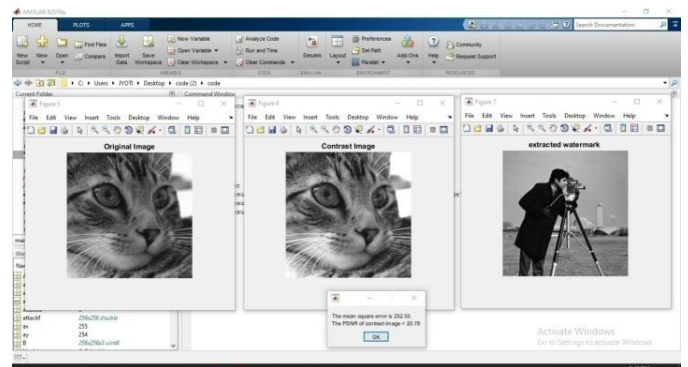 MATLAB R2016a
HOME PLOTS APPS
Search Documentation
New Script New Open Find Files Compare Import Data Save Workspace New Variable Open Variable Clear Workspace Analyze Code Run and Time Clear Commands Simulink Layout Preferences Set Path Parallel Add-Ons Help Community Request Support
FILE VARIABLE CODE SIMULINK ENVIRONMENT RESOURCES
C: Users JYOTI Desktop code (2) code
Current Folder Command Window
Figure 5
File Edit View Insert Tools Desktop Window Help
Original Image
Figure 6
File Edit View Insert Tools Desktop Window Help
Contrast Image
Figure 7
File Edit View Insert Tools Desktop Window Help
extracted watermark
attackf 256x256 double
ax 255
ay 254
B 256x256x3 uint8
The mean square error is 252.55.
The PSNR of contrast image = 20.78
OK
Activate Windows
Go to Settings to activate Windows.